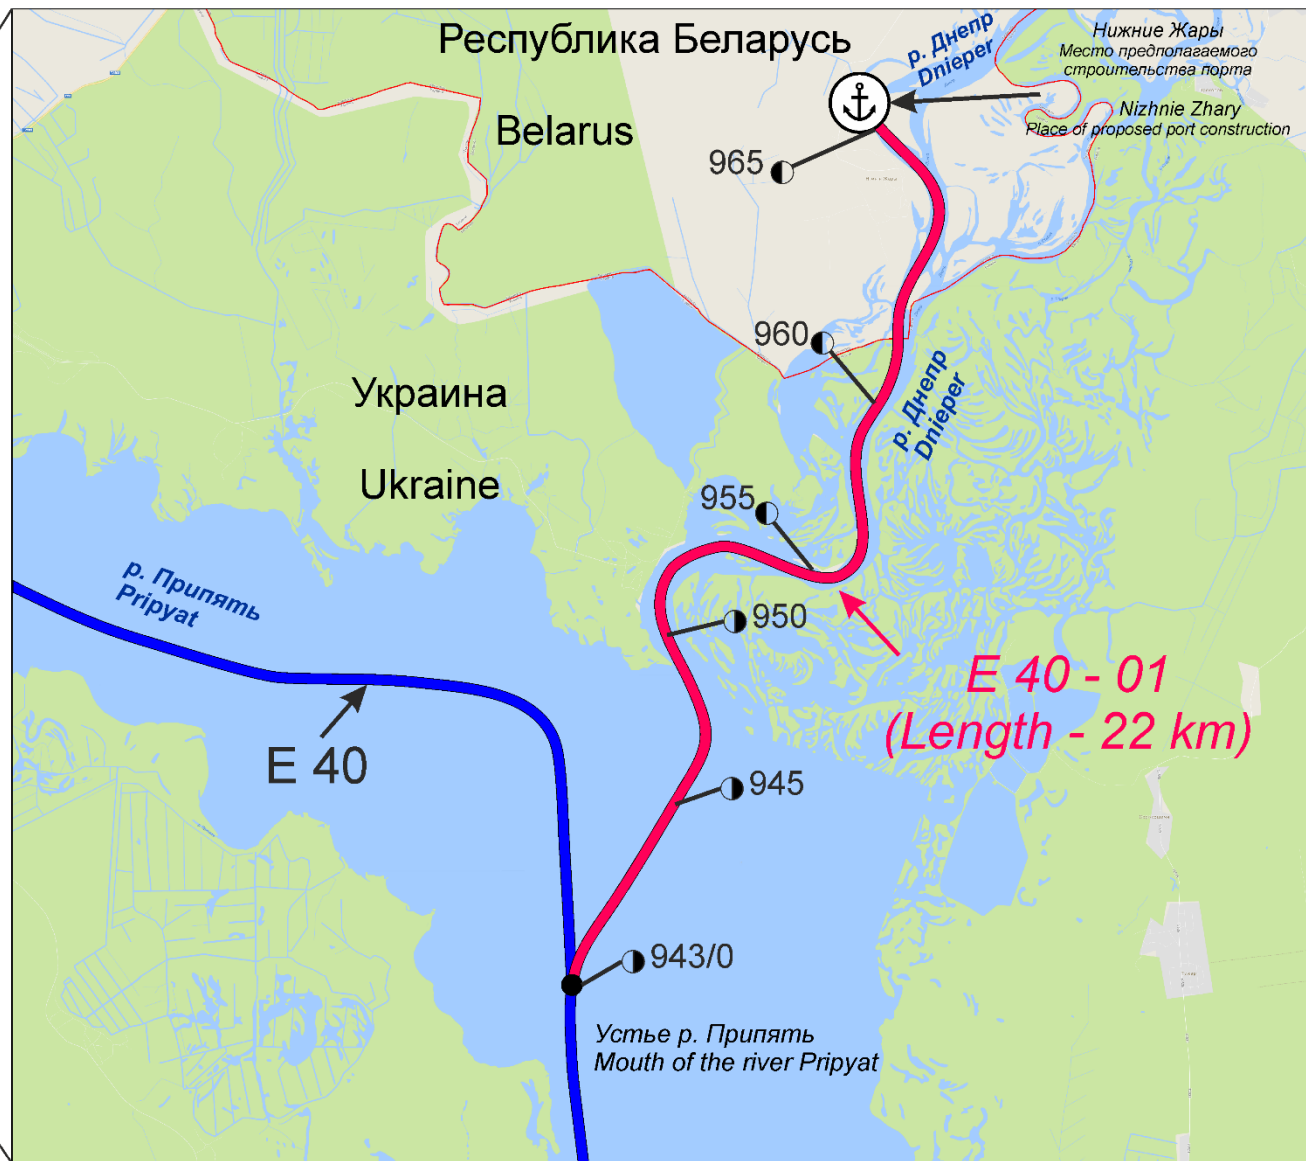 Республика Беларусь
Belarus
р. Днепр
Dnieper
Нижние Жары
Место предполагаемого
строительства порта
Nizhnie Zhary
Place of proposed port construction
965
960
р. Днепр
Dnieper
Украина
Ukraine
955
950
р. Припять
Pripyat
E 40
E 40 - 01
(Length - 22 km)
945
943/0
Устье р. Припять
Mouth of the river Pripyat